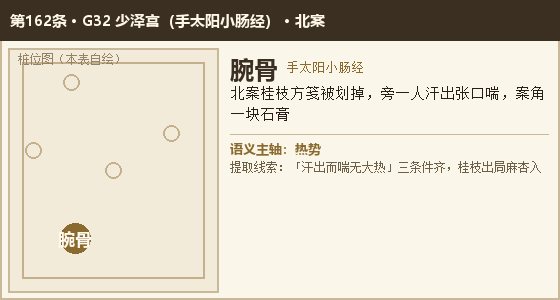 第162条・G32 少泽宫（手太阳小肠经）・北案
桩位图（本表自绘）
腕骨
腕骨 手太阳小肠经
北案桂枝方笺被划掉，旁一人汗出张口喘，案角
一块石膏
语义主轴：热势
提取线索：「汗出而喘无大热」三条件齐，桂枝出局麻杏入